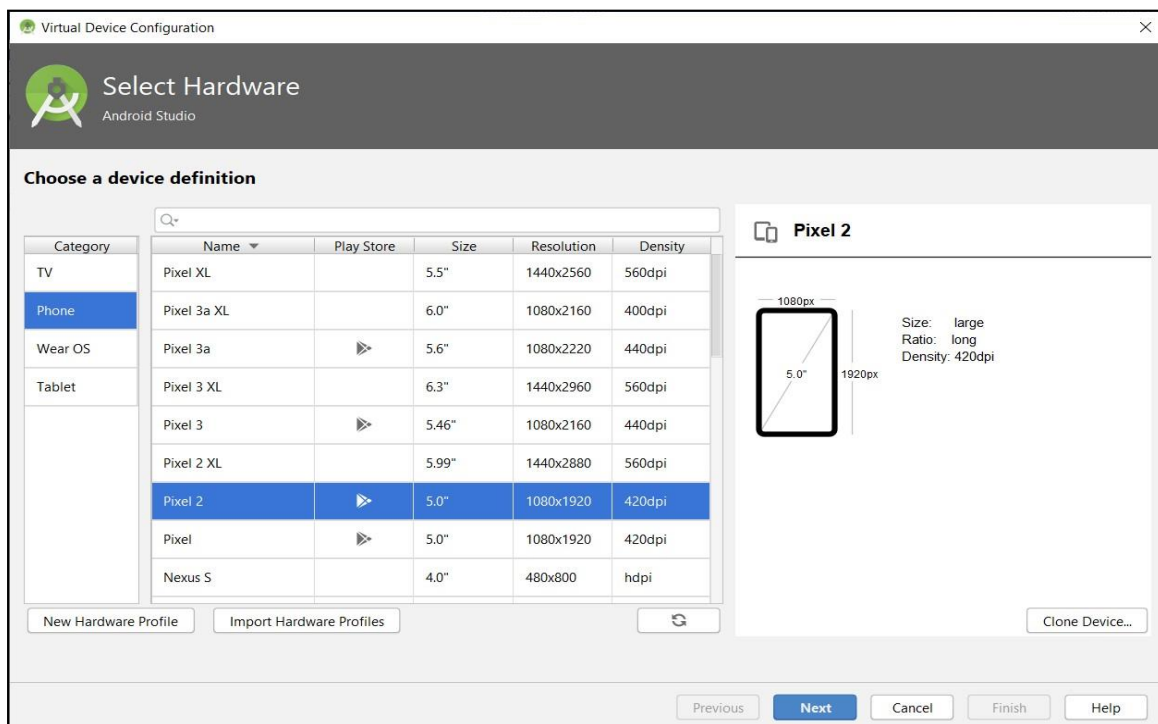 Virtual Device Configuration
Select Hardware
Android Studio
Choose a device definition
Category
TV
Phone
Wear OS
Tablet
Name Play Store Size Resolution Density
Pixel XL 5.5" 1440x2560 560dpi
Pixel 3a XL 6.0" 1080x2160 400dpi
Pixel 3a 5.6" 1080x2220 440dpi
Pixel 3 XL 6.3" 1440x2960 560dpi
Pixel 3 5.46" 1080x2160 440dpi
Pixel 2 XL 5.99" 1440x2880 560dpi
Pixel 2 5.0" 1080x1920 420dpi
Pixel 5.0" 1080x1920 420dpi
Nexus S 4.0" 480x800 hdpi
New Hardware Profile Import Hardware Profiles
Pixel 2
1080px
5.0"
1920px
Size: large
Ratio: long
Density: 420dpi
Clone Device...
Previous Next Cancel Finish Help